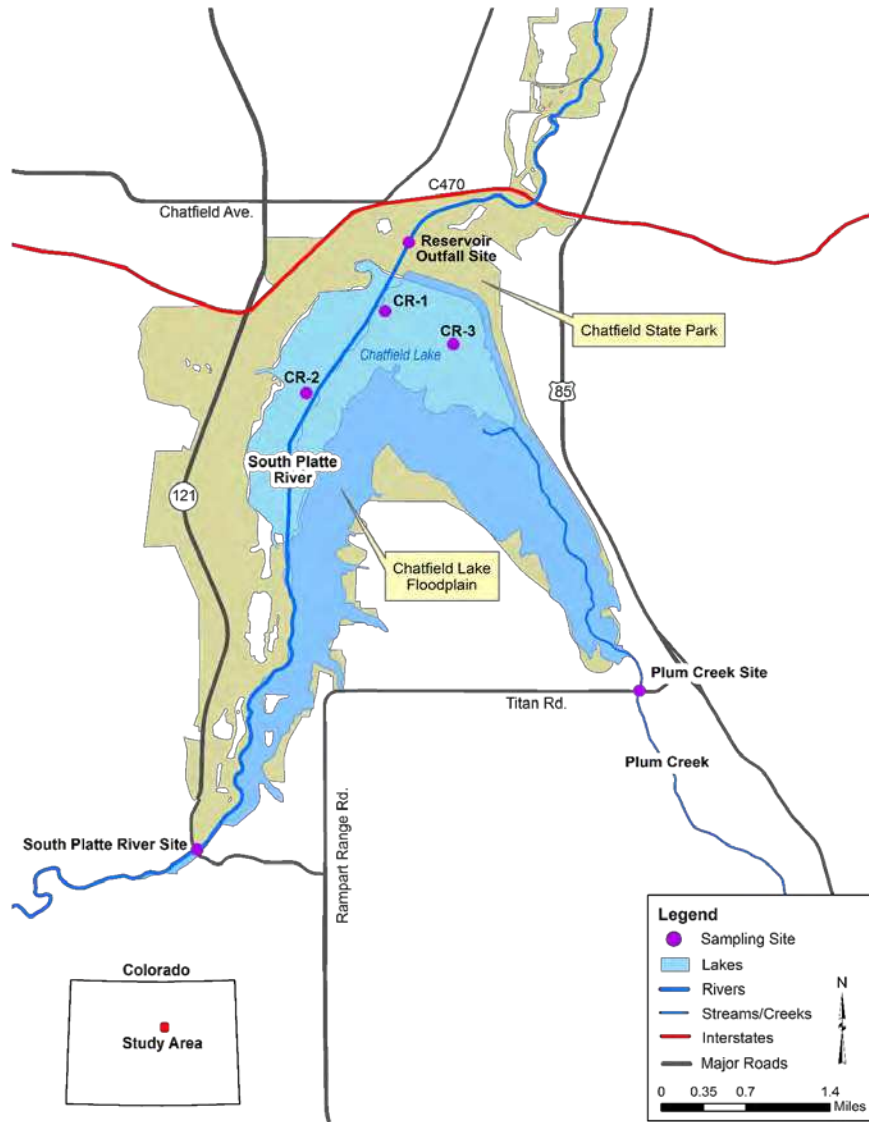 C470
Chatfield Ave.
Reservoir
Outfall Site
CR-1
Chatfield State Park
CR-3
Chatfield Lake
CR-2
85
South Platte
River
121
Chatfield Lake
Floodplain
Plum Creek Site
Titan Rd.
Plum Creek
South Platte River Site
Rampart Range Rd.
Legend
Sampling Site
Lakes
Rivers
Streams/Creeks
Interstates
Major Roads
N
0 0.35 0.7 1.4
Miles
Colorado
Study Area